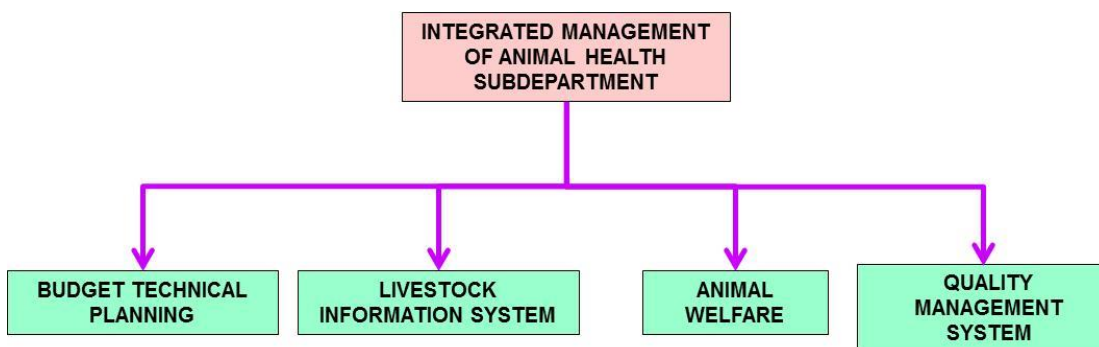 INTEGRATED MANAGEMENT
OF ANIMAL HEALTH
SUBDEPARTMENT
BUDGET TECHNICAL
PLANNING
LIVESTOCK
INFORMATION SYSTEM
ANIMAL
WELFARE
QUALITY
MANAGEMENT
SYSTEM